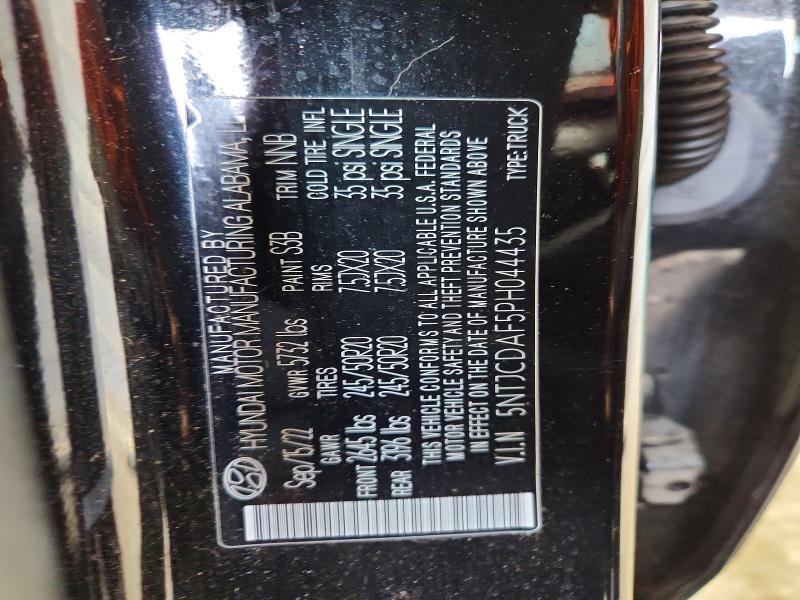 MANUFACTURED BY
HYUNDAI MOTOR MANUFACTURING ALABAMA,
Sep/15/22 GVWR 5732 lbs PAINT S3B TRIM NNB
GAWR TIRES RIMS COLD TIRE. INFL
FRONT 2645 lbs 245/50R20 7.5JX20 35 psi SINGLE
REAR 3196 lbs 245/50R20 7.5JX20 35 psi SINGLE
THIS VEHICLE CONFORMS TO ALL APPLICABLE U.S.A. FEDERAL
MOTOR VEHICLE SAFETY AND THEFT PREVENTION STANDARDS
IN EFFECT ON THE DATE OF MANUFACTURE SHOWN ABOVE
V.I.N 5NTJCDAF5PH044435 TYPE:TRUCK